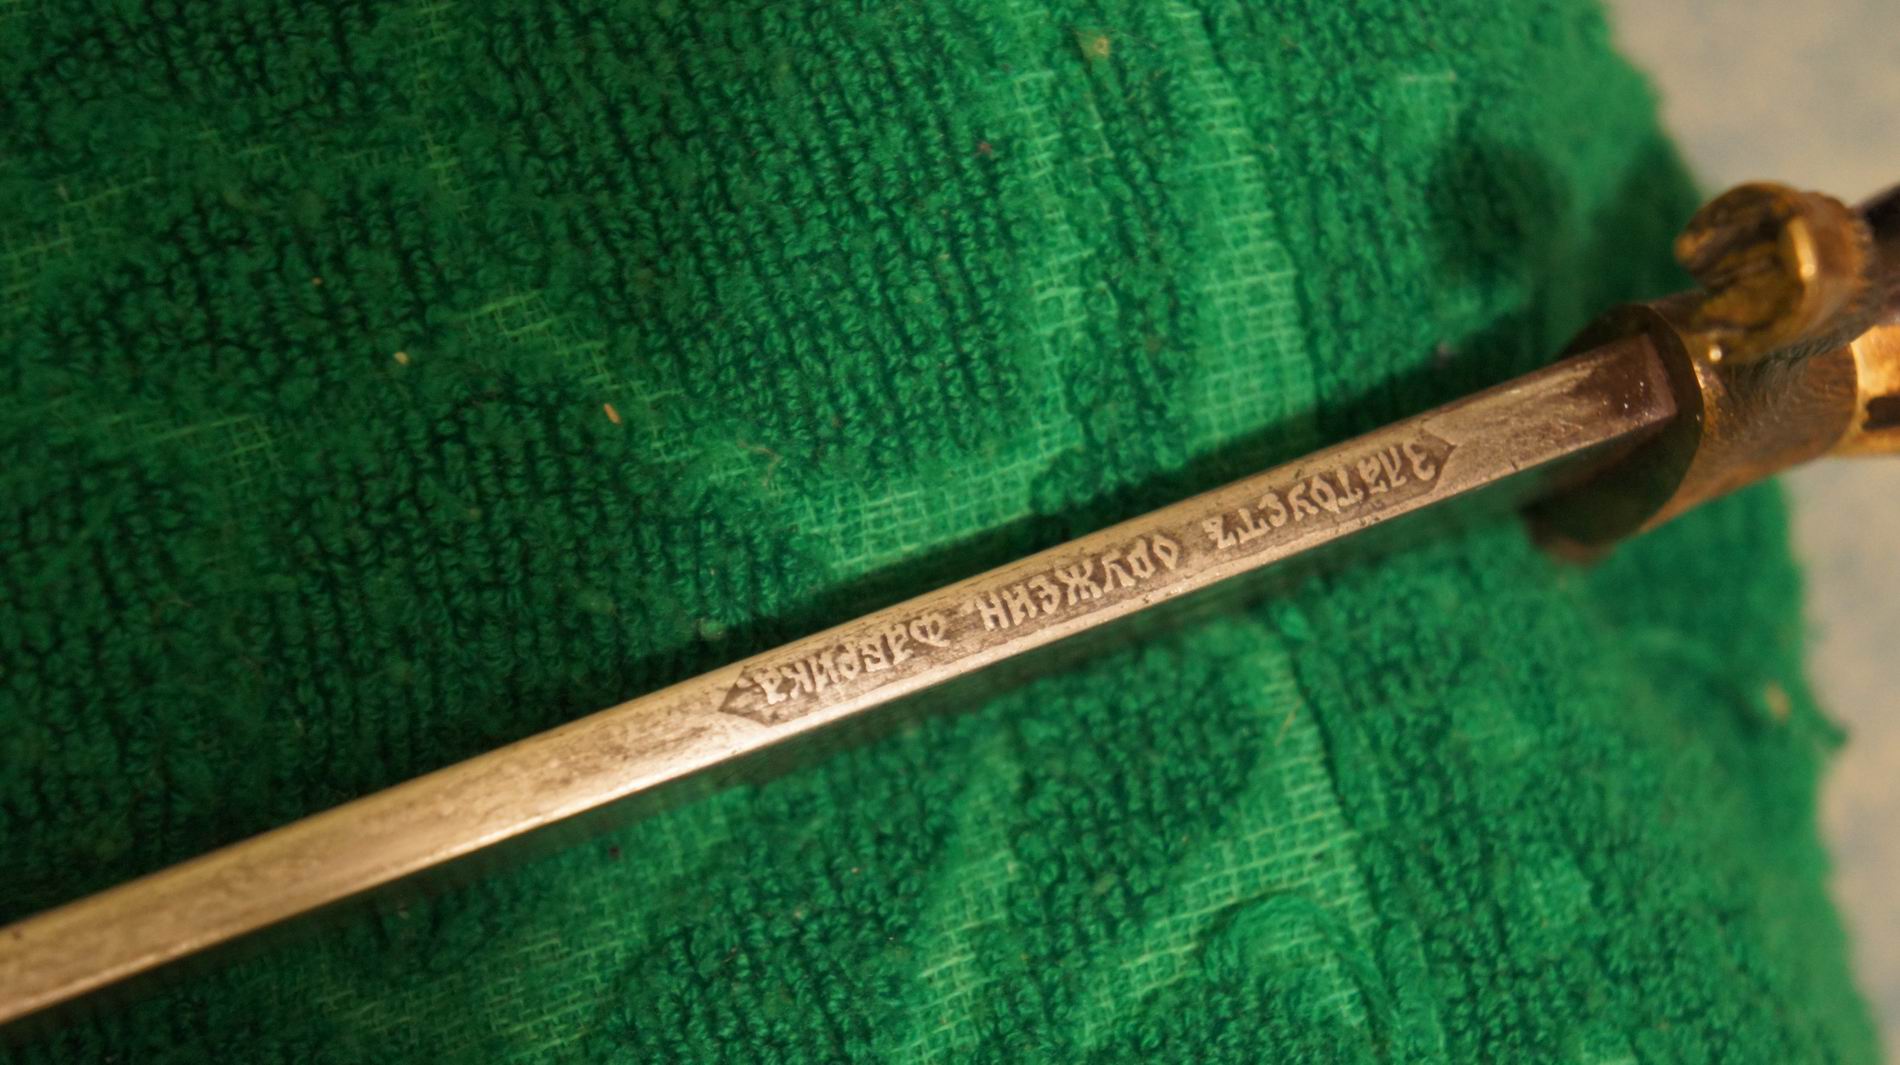 Златоустъ оружейн фабрика